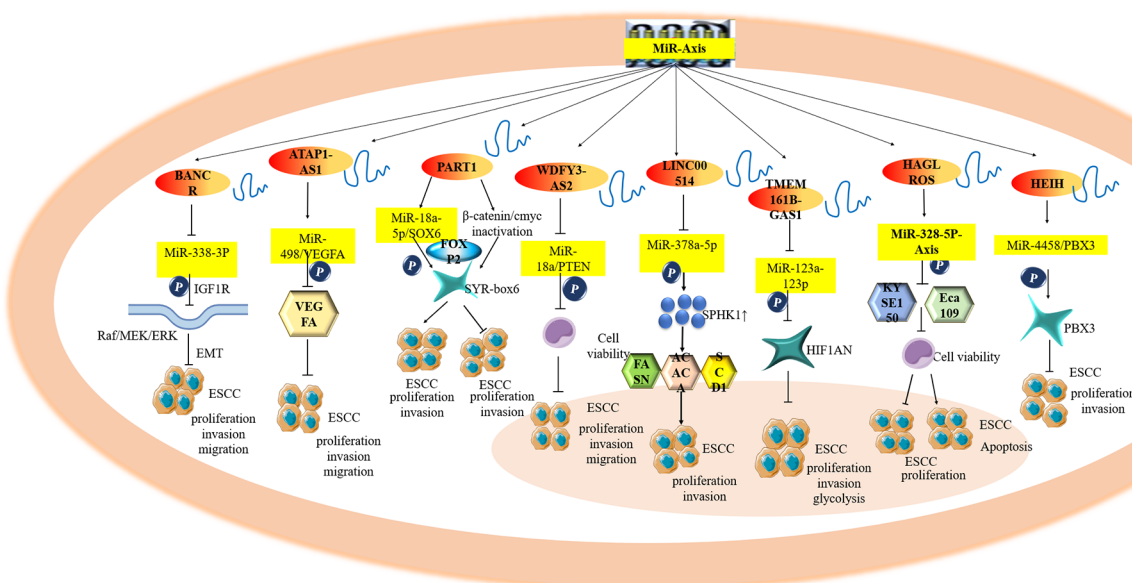 MiR-Axis
BANC
R
MiR-338-3P
P
IGF1R
Raf/MEK/ERK
EMT
ESCC
proliferation
invasion
migration
ATAP1-
AS1
MiR-
498/VEGFA
P
VEG
FA
ESCC
proliferation
invasion
migration
PART1
MiR-18a-
5p/SOX6
β-catenin/cmyc
inactivation
FOX
P2
P
SYR-box6
ESCC
proliferation
invasion
ESCC
proliferation
invasion
WDFY3-
AS2
MiR-
18a/PTEN
P
Cell
viability
ESCC
proliferation
invasion
migration
LINC00
514
MiR-378a-5p
P
SPHK1↑
FA
SN
AC
AC
A
S
C
D1
ESCC
proliferation
invasion
TMEM
161B-
GAS1
MiR-123a-
123p
P
HIF1AN
ESCC
proliferation
invasion
glycolysis
HAGL
ROS
MiR-328-5P-
Axis
P
KY
SE1
50
Eca
109
Cell viability
ESCC
proliferation
ESCC
Apoptosis
HEIH
MiR-4458/PBX3
P
PBX3
ESCC
proliferation
invasion